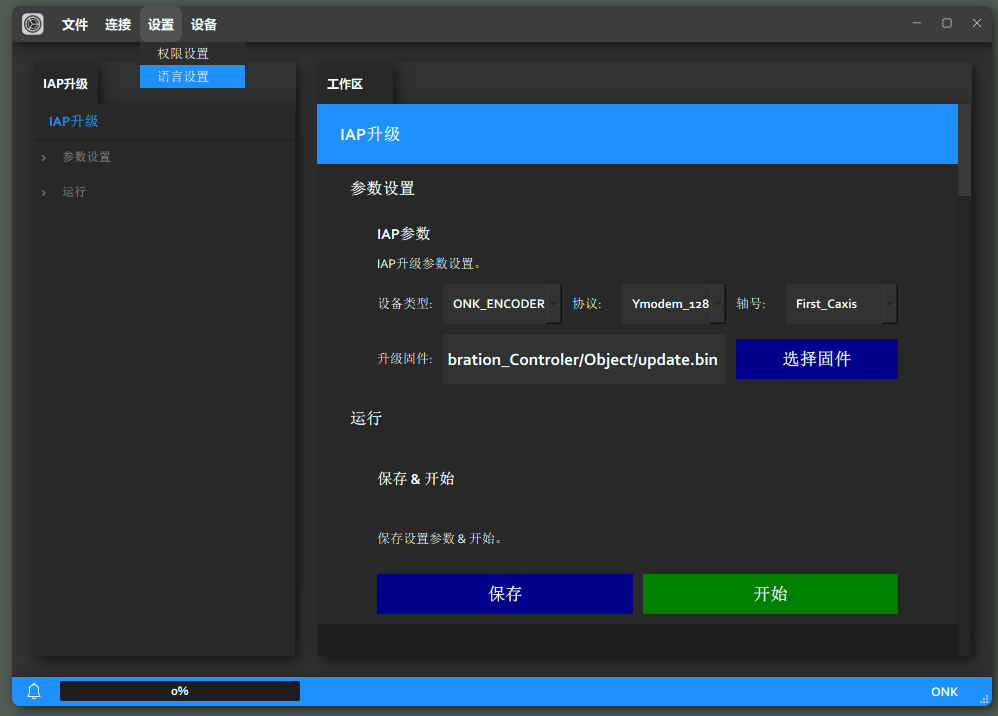 文件 连接 设置 设备
权限设置
语言设置
IAP升级
IAP升级
参数设置
运行
工作区
IAP升级
参数设置
IAP参数
IAP升级参数设置。
设备类型: ONK_ENCODER 协议: Ymodem_128 轴号: First_Caxis
升级固件: bration_Controler/Object/update.bin 选择固件
运行
保存 & 开始
保存设置参数 & 开始。
保存 开始
0% ONK